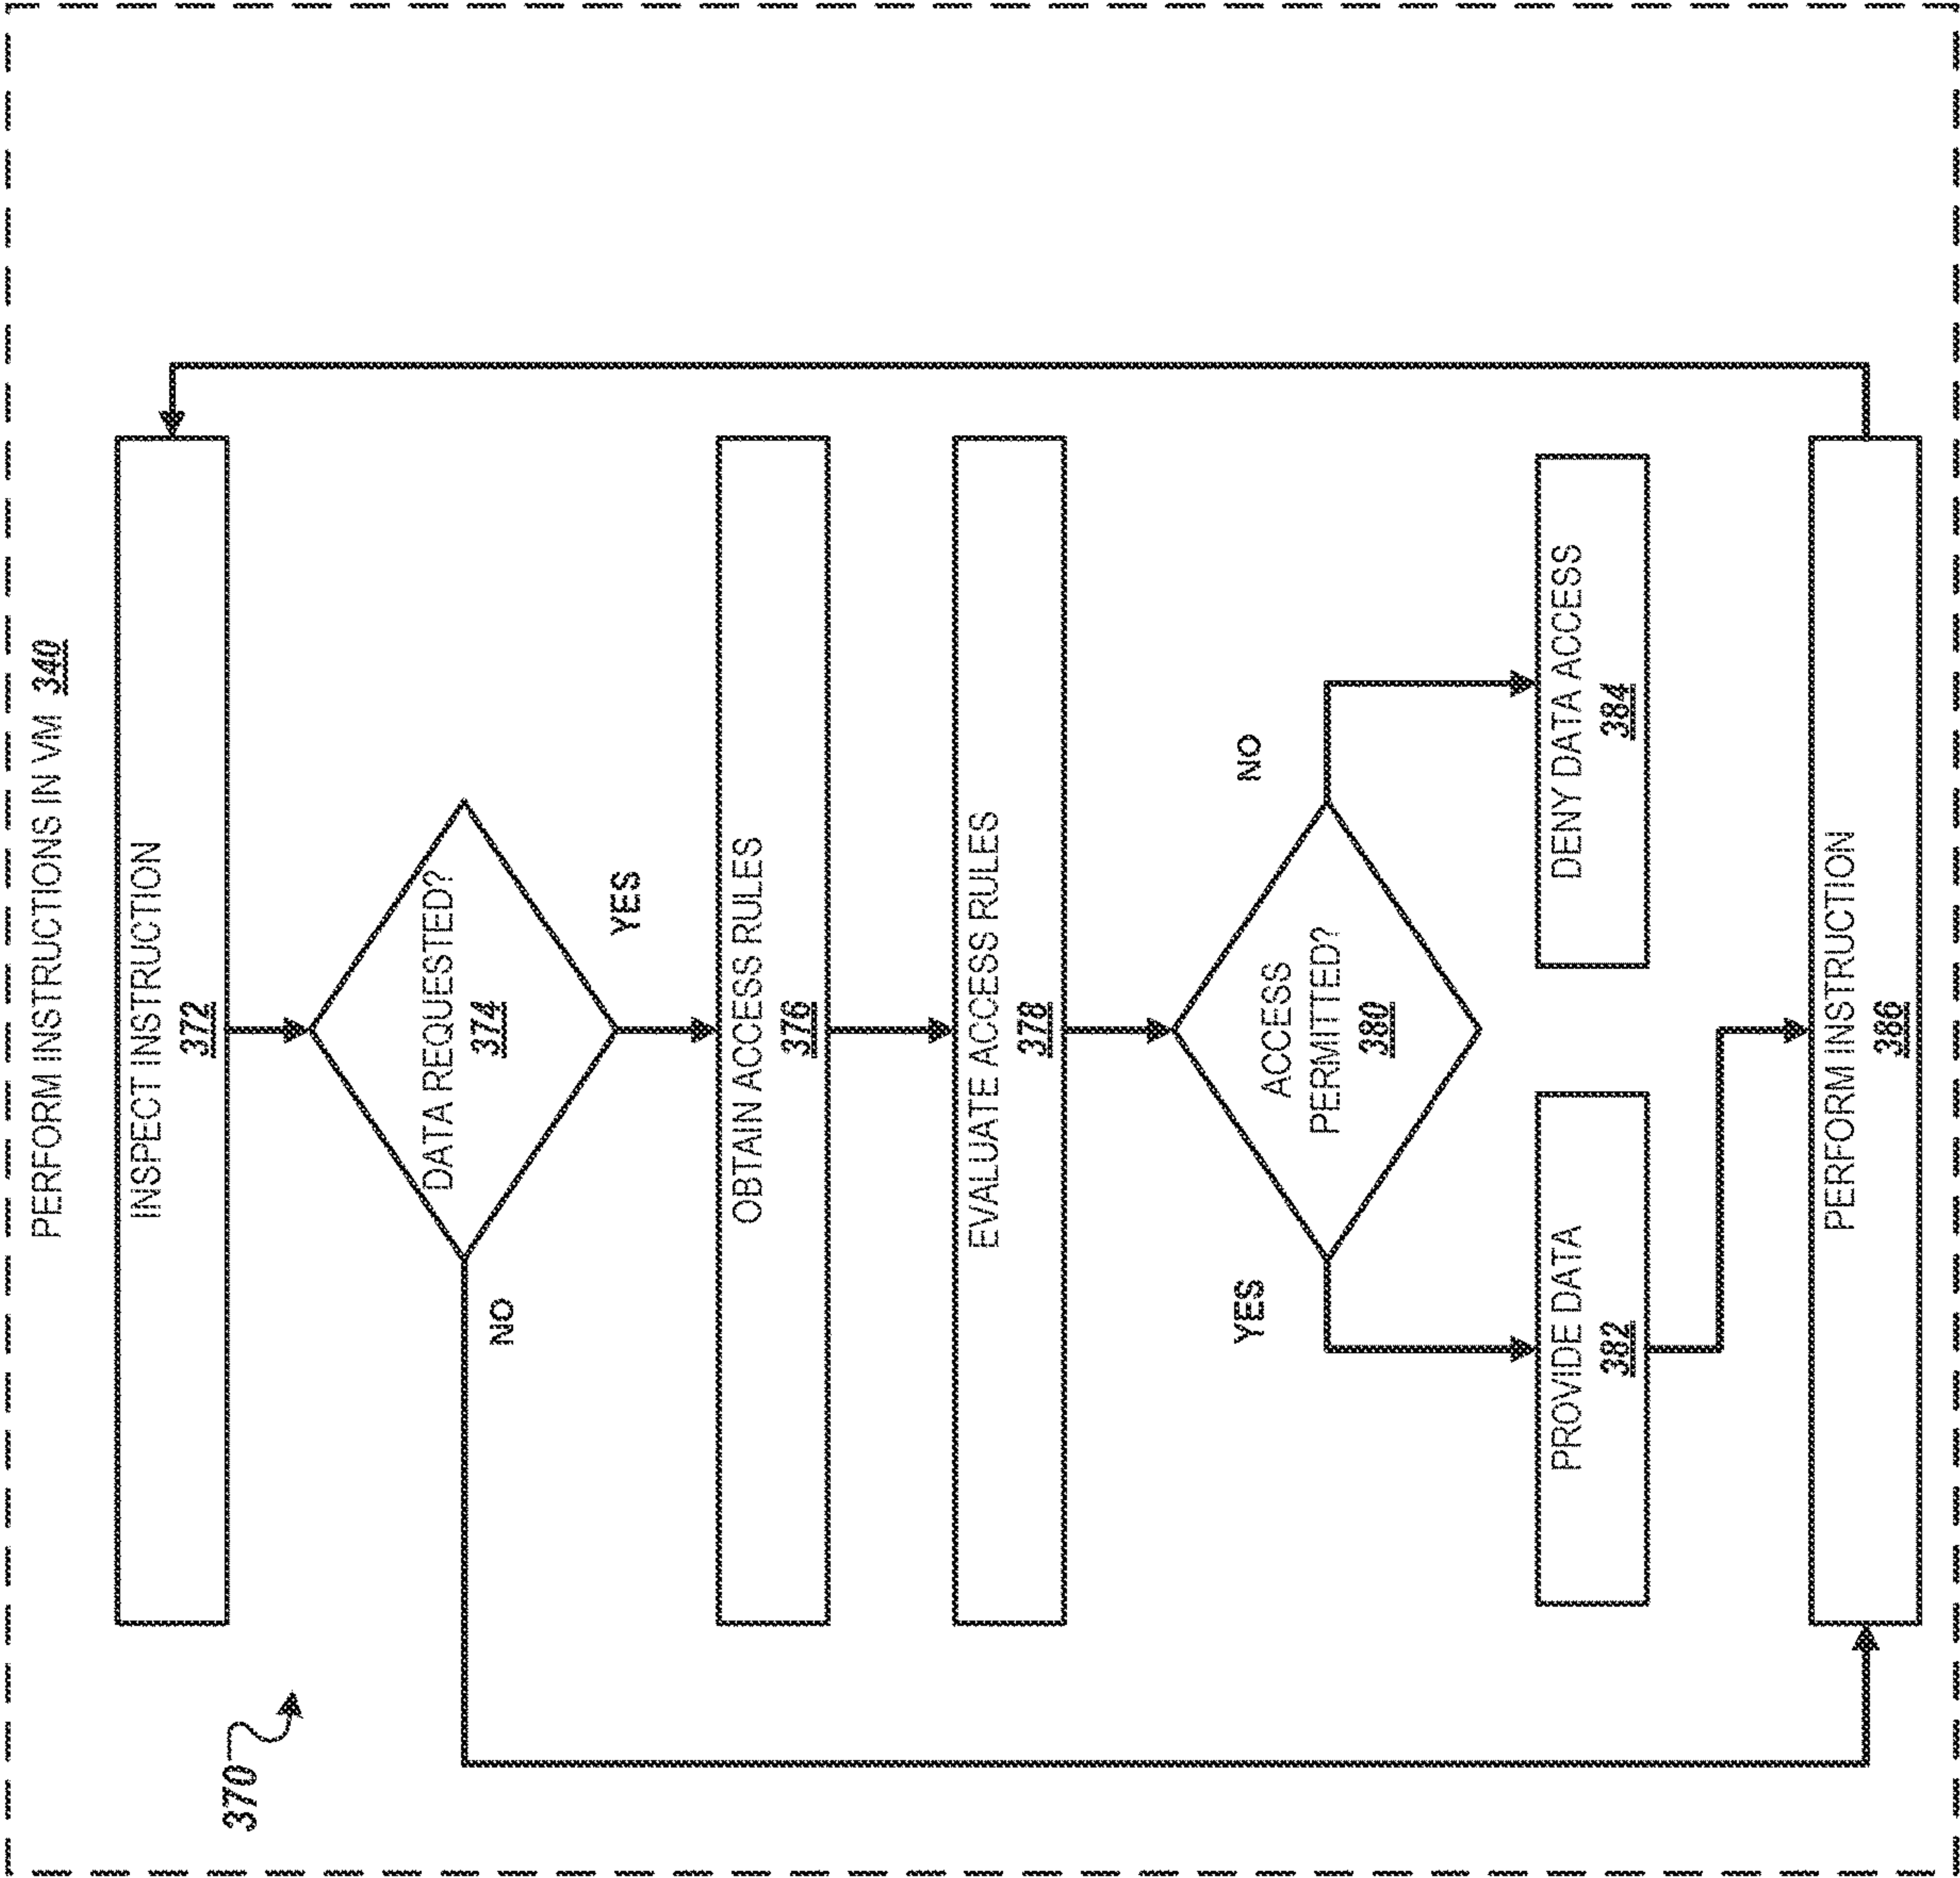 PERFORM INSTRUCTIONS IN VM 340
370
INSPECT INSTRUCTION
372
DATA REQUESTED?
374
NO
YES
OBTAIN ACCESS RULES
376
EVALUATE ACCESS RULES
378
ACCESS
PERMITTED?
380
YES
NO
PROVIDE DATA
382
DENY DATA ACCESS
384
PERFORM INSTRUCTION
386